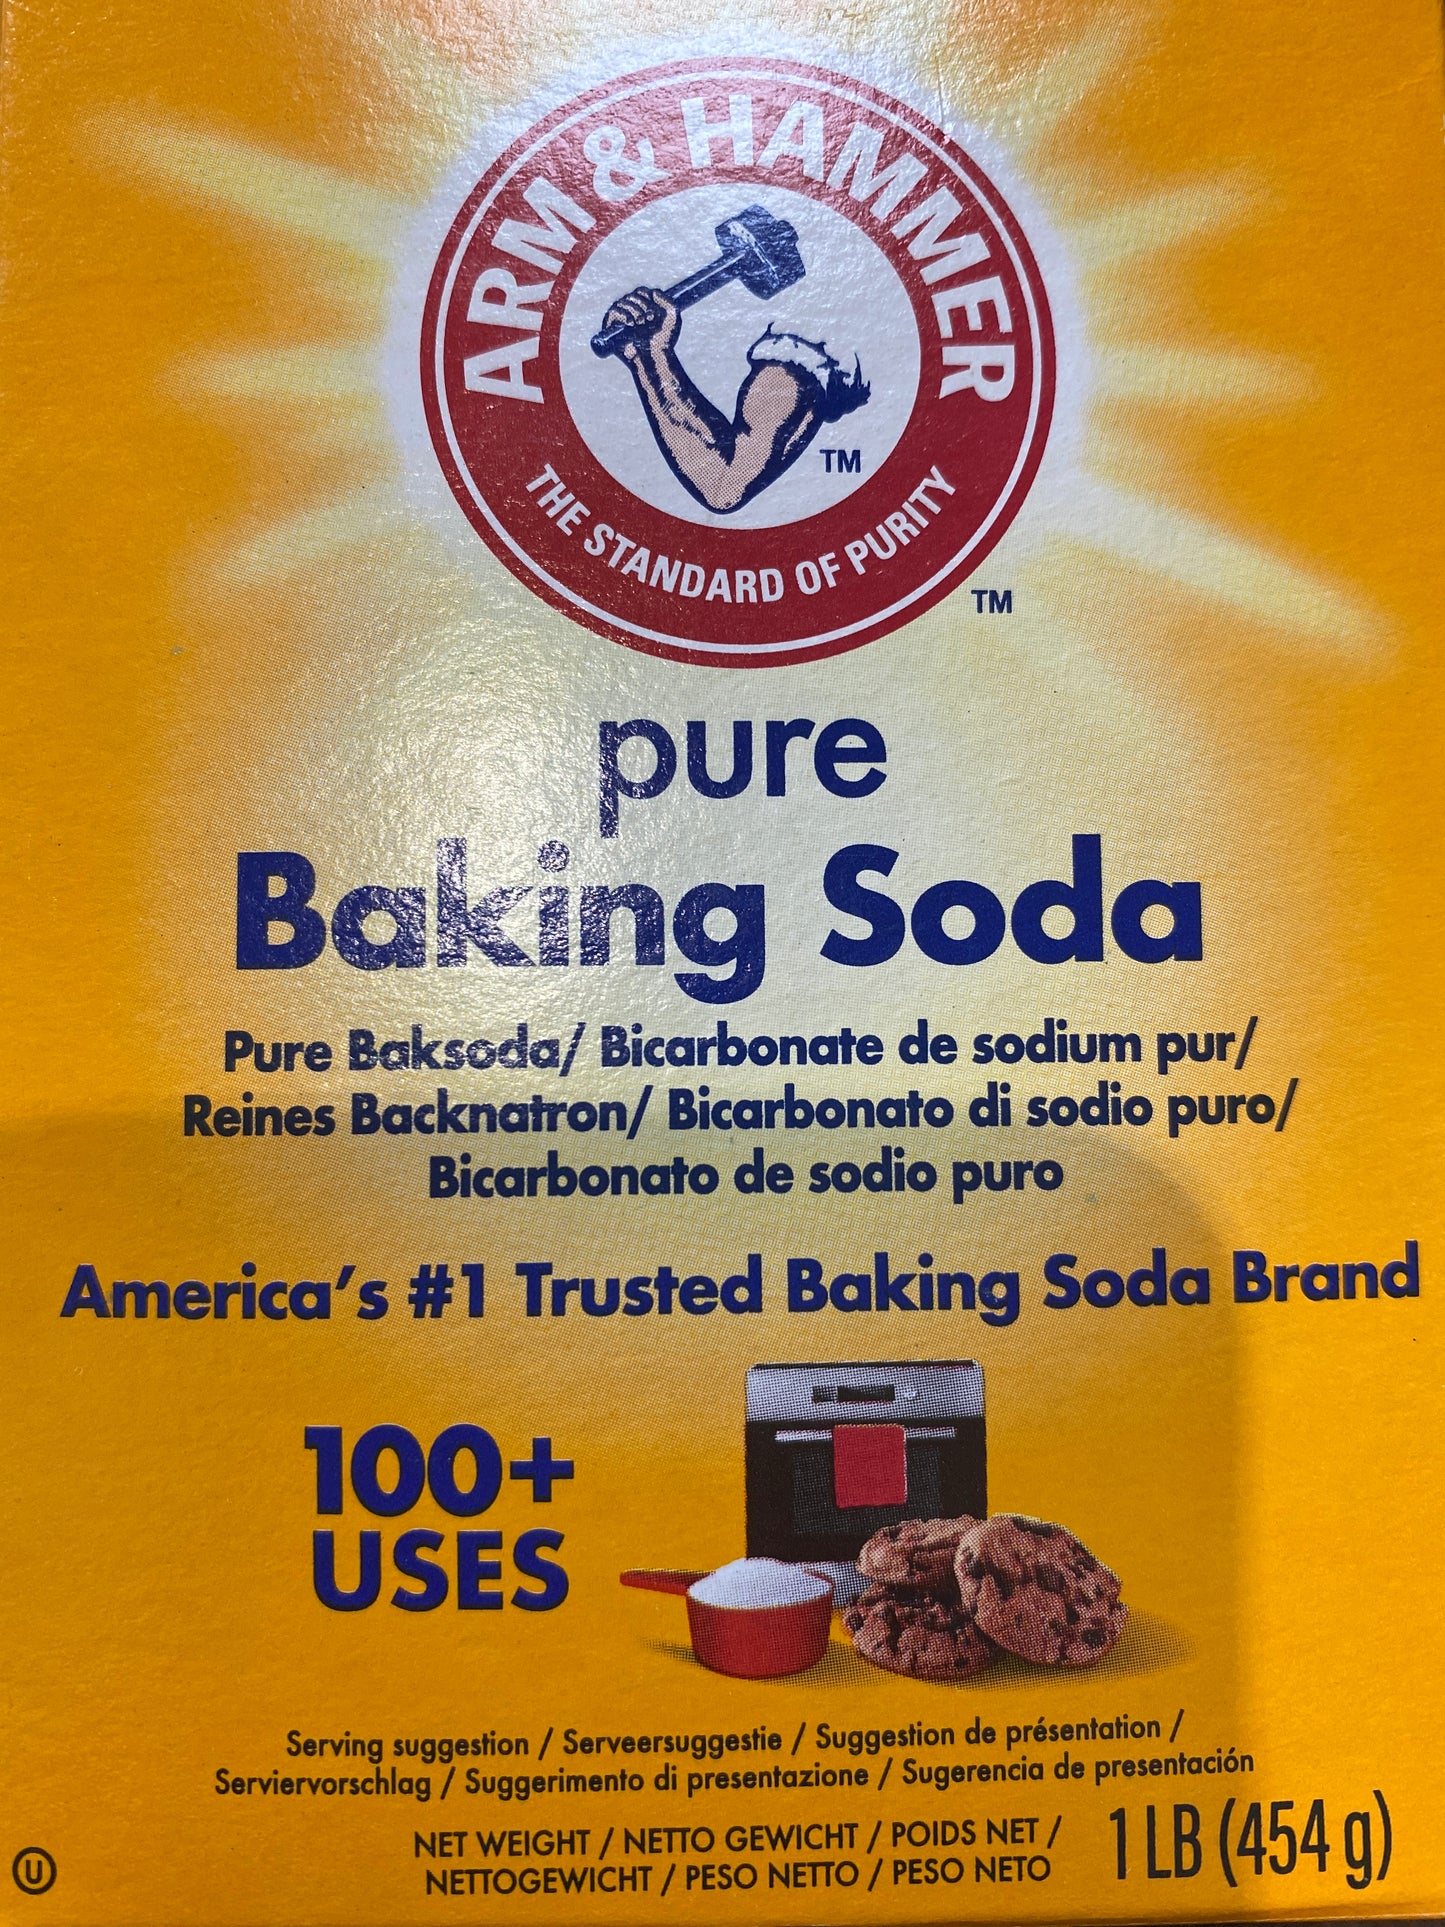 ARM & HAMMER
THE STANDARD OF PURITY
TM
TM
pure
Baking Soda
Pure Baksoda/ Bicarbonate de sodium pur/
Reines Backnatron/ Bicarbonato di sodio puro/
Bicarbonato de sodio puro
America's #1 Trusted Baking Soda Brand
100+
USES
Serving suggestion / Serveersuggestie / Suggestion de présentation /
Serviervorschlag / Suggerimento di presentazione / Sugerencia de presentación
NET WEIGHT / NETTO GEWICHT / POIDS NET /
NETTOGEWICHT / PESO NETTO / PESO NETO
1 LB (454 g)
U